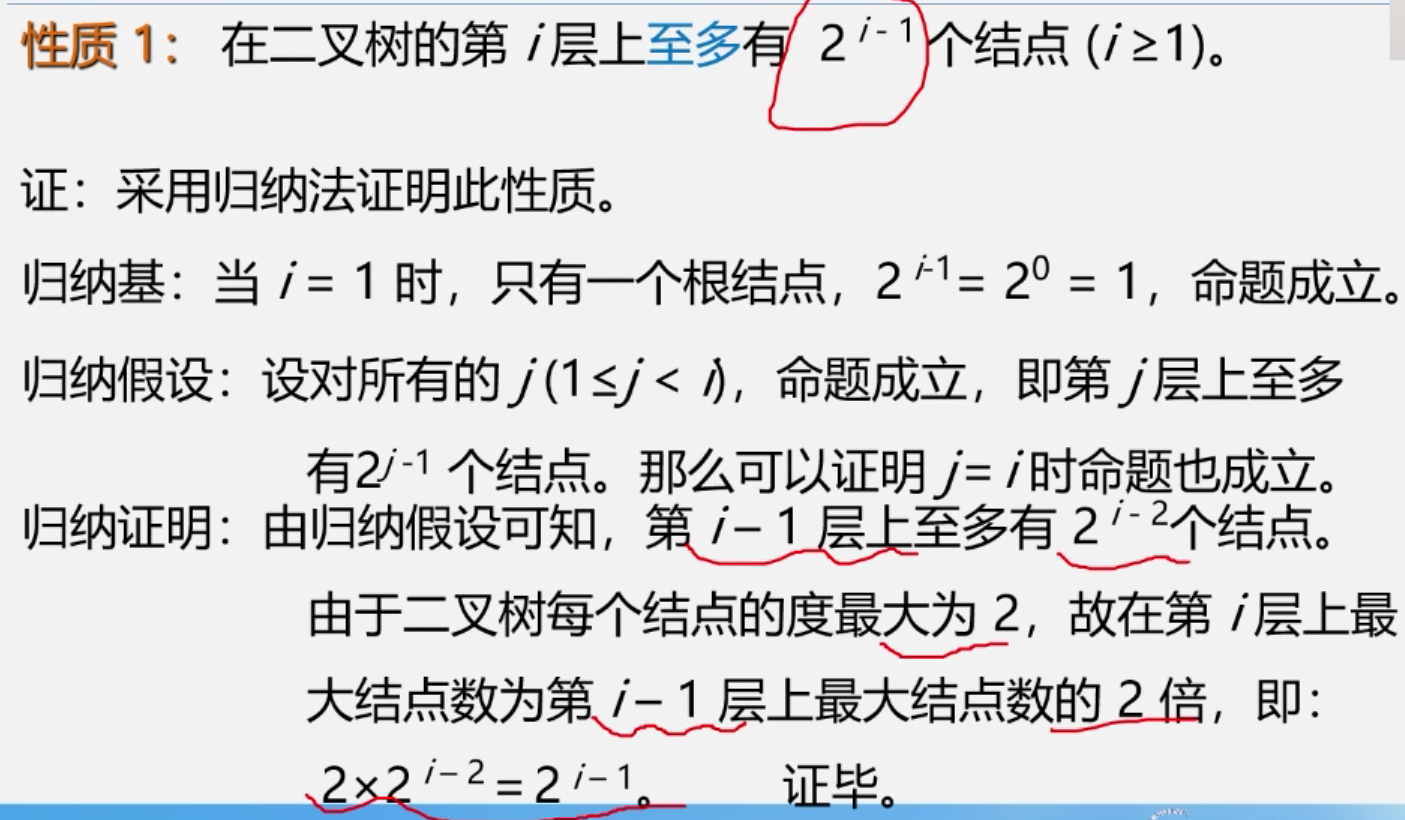 性质 1： 在二叉树的第 i 层上至多有 2^{i-1} 个结点 (i ≥1)。
证：采用归纳法证明此性质。
归纳基：当 i = 1 时，只有一个根结点，2^{i-1} = 2^0 = 1，命题成立。
归纳假设：设对所有的 j (1≤j < i)，命题成立，即第 j 层上至多
有2^{j-1} 个结点。那么可以证明 j = i 时命题也成立。
归纳证明：由归纳假设可知，第 i – 1 层上至多有 2^{i-2}个结点。
由于二叉树每个结点的度最大为 2，故在第 i 层上最
大结点数为第 i – 1 层上最大结点数的 2 倍，即：
2×2^{i–2} = 2^{i–1}。 证毕。